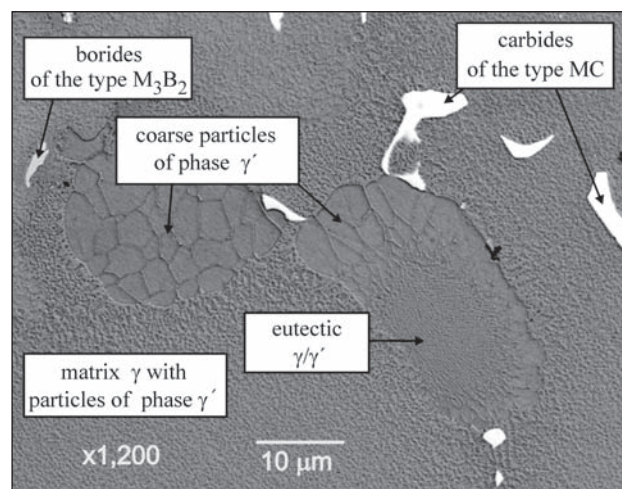 borides
of the type M₃B₂
carbides
of the type MC
coarse particles
of phase γ´
eutectic
γ/γ´
matrix γ with
particles of phase γ´
x1,200
10 μm